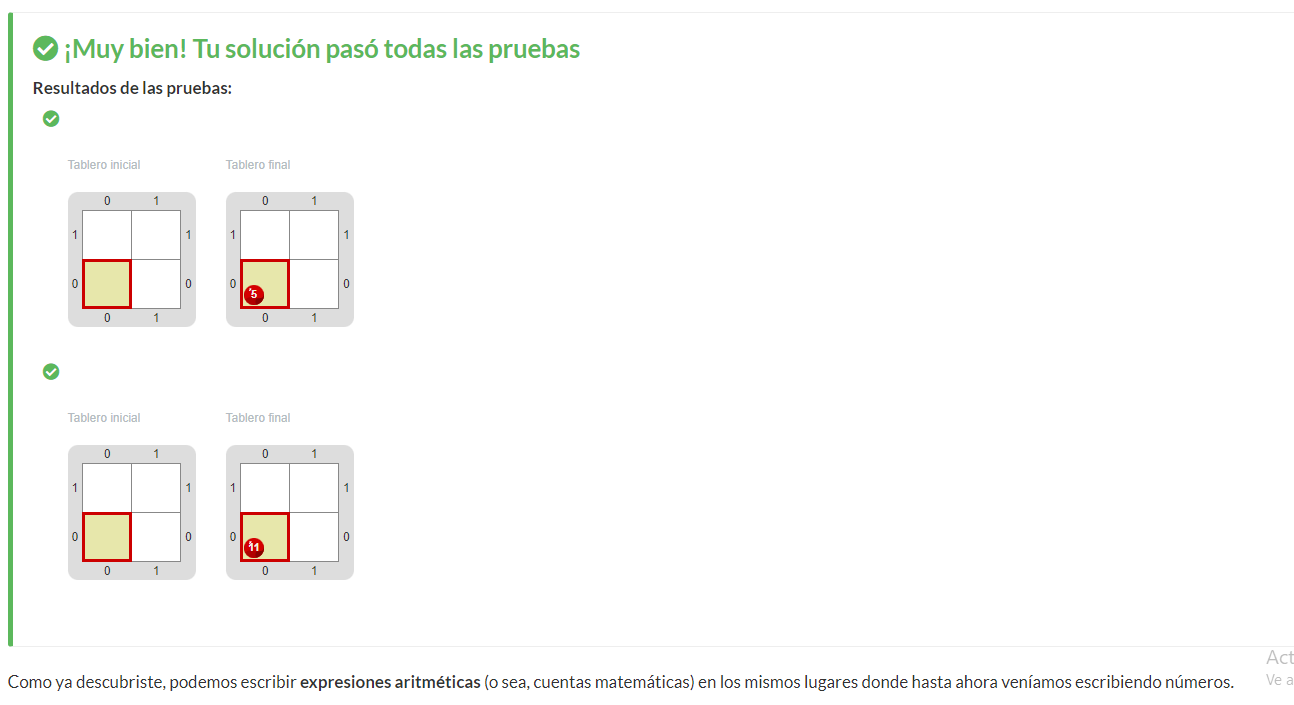 ¡Muy bien! Tu solución pasó todas las pruebas
Resultados de las pruebas:
Tablero inicial Tablero final
0 1 0 1
1 1 1 1
0 0 0 5 0
0 1 0 1
Tablero inicial Tablero final
0 1 0 1
1 1 1 1
0 0 0 11 0
0 1 0 1
Act
Como ya descubriste, podemos escribir expresiones aritméticas (o sea, cuentas matemáticas) en los mismos lugares donde hasta ahora veníamos escribiendo números.
Ve a